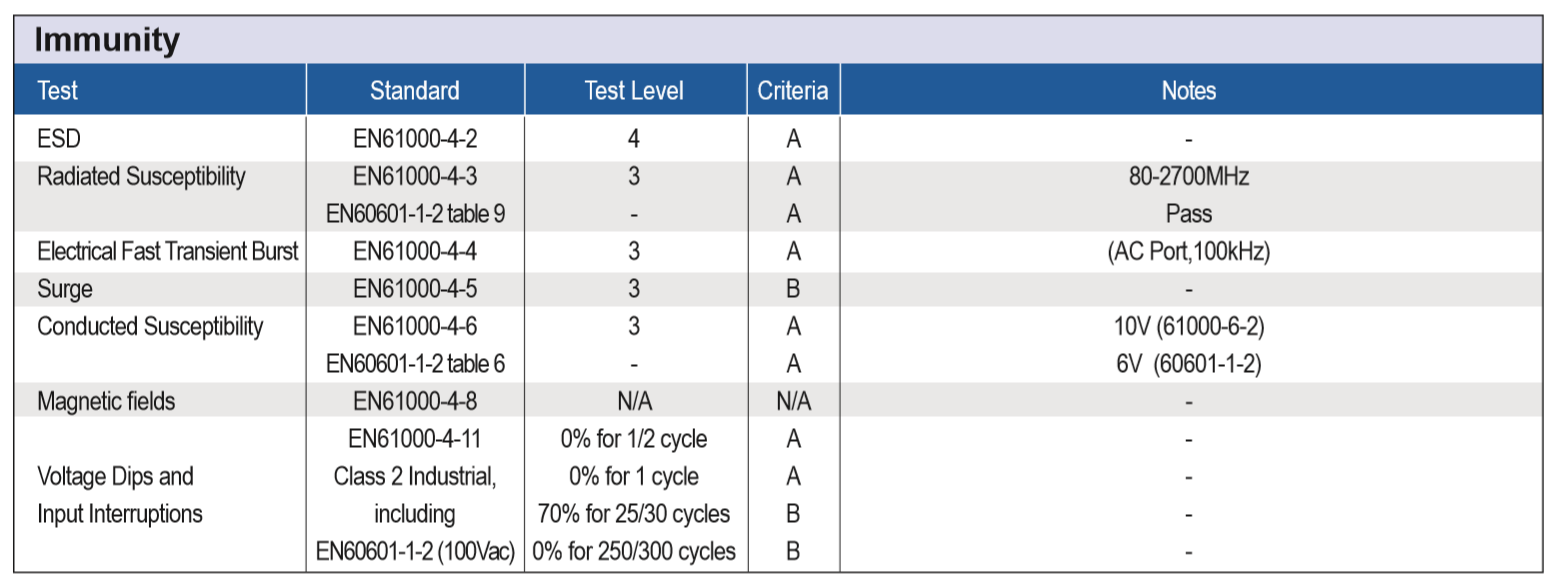 Immunity
Test Standard Test Level Criteria Notes
ESD EN61000-4-2 4 A -
Radiated Susceptibility EN61000-4-3 3 A 80-2700MHz
EN60601-1-2 table 9 - A Pass
Electrical Fast Transient Burst EN61000-4-4 3 A (AC Port,100kHz)
Surge EN61000-4-5 3 B -
Conducted Susceptibility EN61000-4-6 3 A 10V (61000-6-2)
EN60601-1-2 table 6 - A 6V (60601-1-2)
Magnetic fields EN61000-4-8 N/A N/A -
EN61000-4-11 0% for 1/2 cycle A -
Voltage Dips and Class 2 Industrial, 0% for 1 cycle A -
Input Interruptions including 70% for 25/30 cycles B -
EN60601-1-2 (100Vac) 0% for 250/300 cycles B -